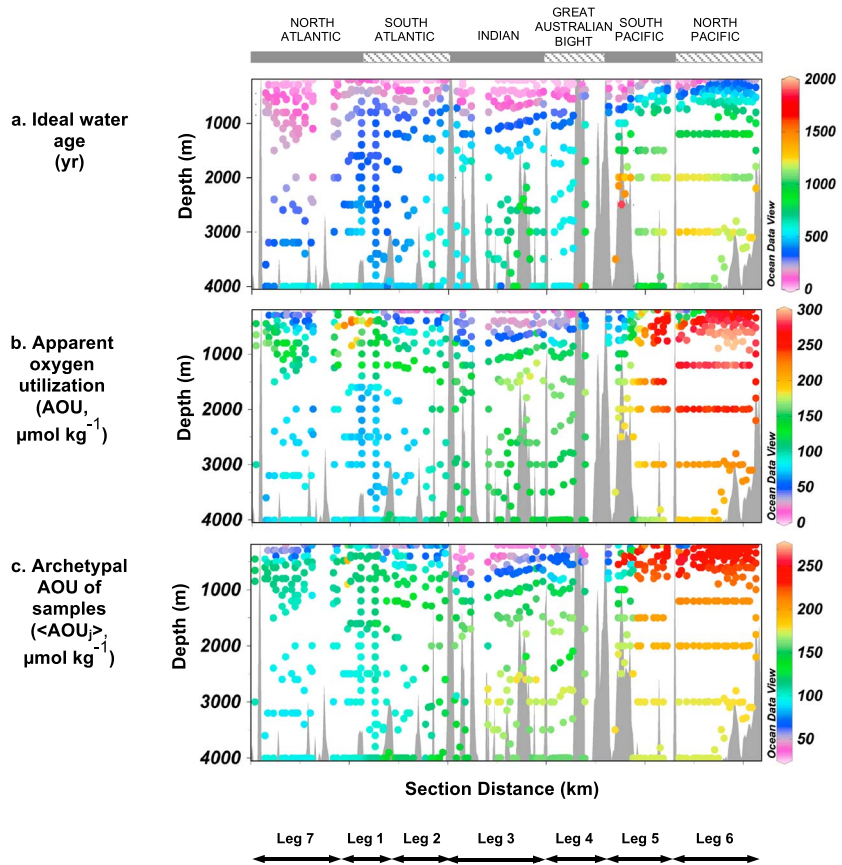 NORTH
ATLANTIC
SOUTH
ATLANTIC
INDIAN
GREAT
AUSTRALIAN
BIGHT
SOUTH
PACIFIC
NORTH
PACIFIC
a. Ideal water
age
(yr)
Depth (m)
1000
2000
3000
4000
Ocean Data View
2000
1500
1000
500
0
b. Apparent
oxygen
utilization
(AOU,
µmol kg-1)
Depth (m)
1000
2000
3000
4000
Ocean Data View
300
250
200
150
100
50
0
c. Archetypal
AOU of
samples
(<AOUj>,
µmol kg-1)
Depth (m)
1000
2000
3000
4000
Ocean Data View
250
200
150
100
50
Section Distance (km)
Leg 7 Leg 1 Leg 2 Leg 3 Leg 4 Leg 5 Leg 6